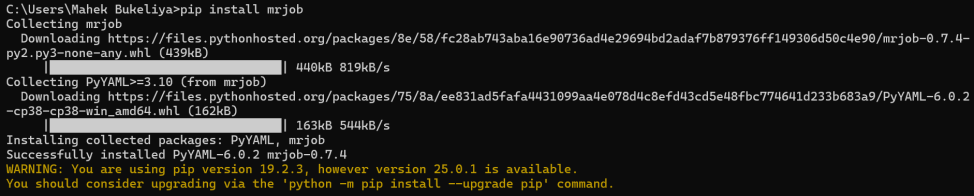 C:\Users\Mahek Bukeliya>pip install mrjob
Collecting mrjob
  Downloading https://files.pythonhosted.org/packages/8e/58/fc28ab743aba16e90736ad4e29694bd2adaf7b879376ff149306d50c4e90/mrjob-0.7.4-
py2.py3-none-any.whl (439kB)
     |████████████████████████████████| 440kB 819kB/s
Collecting PyYAML>=3.10 (from mrjob)
  Downloading https://files.pythonhosted.org/packages/75/8a/ee831ad5fafa4431099aa4e078d4c8efd43cd5e48fbc774641d233b683a9/PyYAML-6.0.2
-cp38-cp38-win_amd64.whl (162kB)
     |████████████████████████████████| 163kB 544kB/s
Installing collected packages: PyYAML, mrjob
Successfully installed PyYAML-6.0.2 mrjob-0.7.4
WARNING: You are using pip version 19.2.3, however version 25.0.1 is available.
You should consider upgrading via the 'python -m pip install --upgrade pip' command.